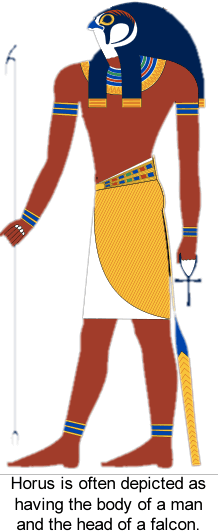 Horus is often depicted as
having the body of a man
and the head of a falcon.